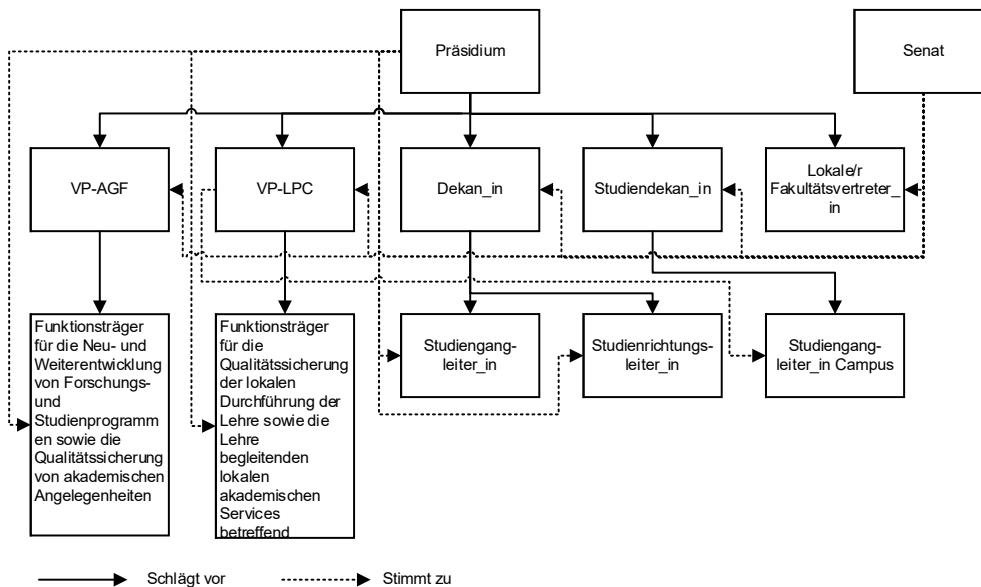 Präsidium
Senat
VP-AGF
VP-LPC
Dekan_in
Studiendekan_in
Lokale/r
Fakultätsvertreter_
in
Funktionsträger
für die Neu- und
Weiterentwicklung
von Forschungs-
und
Studienprogramm
en sowie die
Qualitätssicherung
von akademischen
Angelegenheiten
Funktionsträger
für die
Qualitätssicherung
der lokalen
Durchführung der
Lehre sowie die
Lehre
begleitenden
lokalen
akademischen
Services
betreffend
Studiengang-
leiter_in
Studienrichtungs-
leiter_in
Studiengang-
leiter_in Campus
Schlägt vor
Stimmt zu